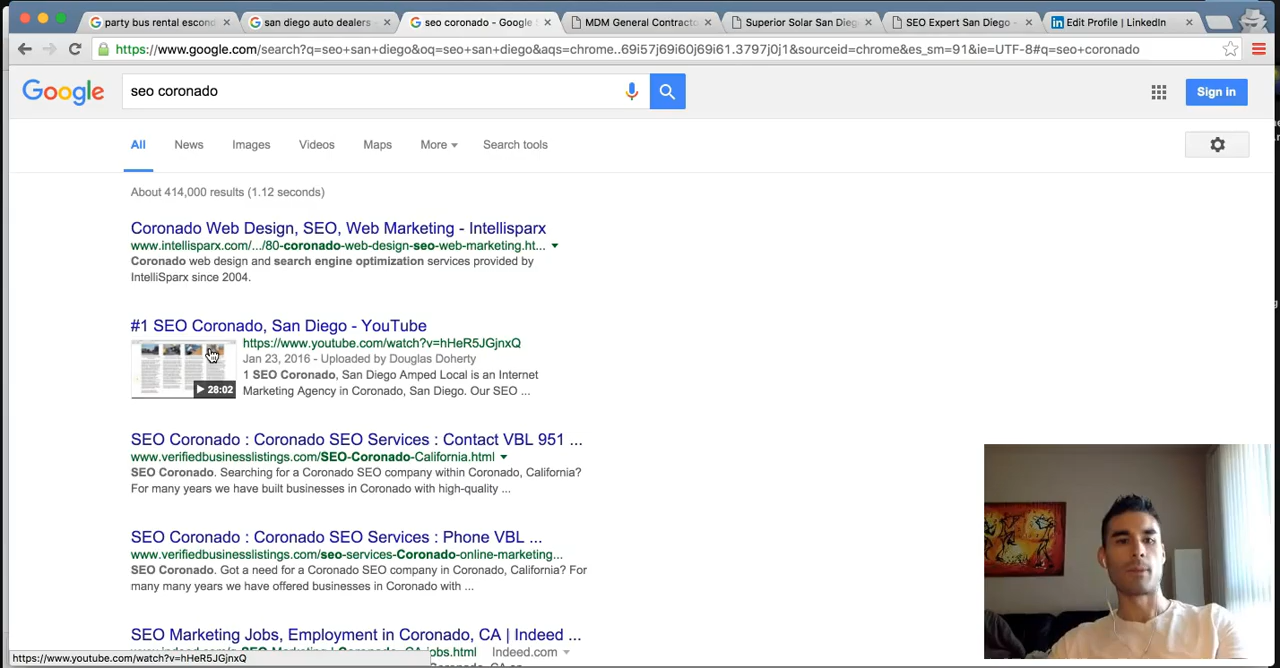 party bus rental escond
san diego auto dealers -
seo coronado - Google S
MDM General Contractor
Superior Solar San Diego
SEO Expert San Diego -
Edit Profile | LinkedIn
https://www.google.com/search?q=seo+san+diego&oq=seo+san+diego&aqs=chrome..69i57j69i60j69i61.3797j0j1&sourceid=chrome&es_sm=91&ie=UTF-8#q=seo+coronado
Google
seo coronado
Sign in
All News Images Videos Maps More Search tools
About 414,000 results (1.12 seconds)
Coronado Web Design, SEO, Web Marketing - Intellisparx
www.intellisparx.com/.../80-coronado-web-design-seo-web-marketing.ht...
Coronado web design and search engine optimization services provided by
IntelliSparx since 2004.
#1 SEO Coronado, San Diego - YouTube
https://www.youtube.com/watch?v=hHeR5JGjnxQ
Jan 23, 2016 - Uploaded by Douglas Doherty
1 SEO Coronado, San Diego Amped Local is an Internet
Marketing Agency in Coronado, San Diego. Our SEO ...
28:02
SEO Coronado : Coronado SEO Services : Contact VBL 951 ...
www.verifiedbusinesslistings.com/SEO-Coronado-California.html
SEO Coronado. Searching for a Coronado SEO company within Coronado, California?
For many years we have built businesses in Coronado with high-quality ...
SEO Coronado : Coronado SEO Services : Phone VBL ...
www.verifiedbusinesslistings.com/seo-services-Coronado-online-marketing...
SEO Coronado. Got a need for a Coronado SEO company in Coronado, California? For
many many years we have offered businesses in Coronado with ...
SEO Marketing Jobs, Employment in Coronado, CA | Indeed ...
Indeed.com
https://www.youtube.com/watch?v=hHeR5JGjnxQ